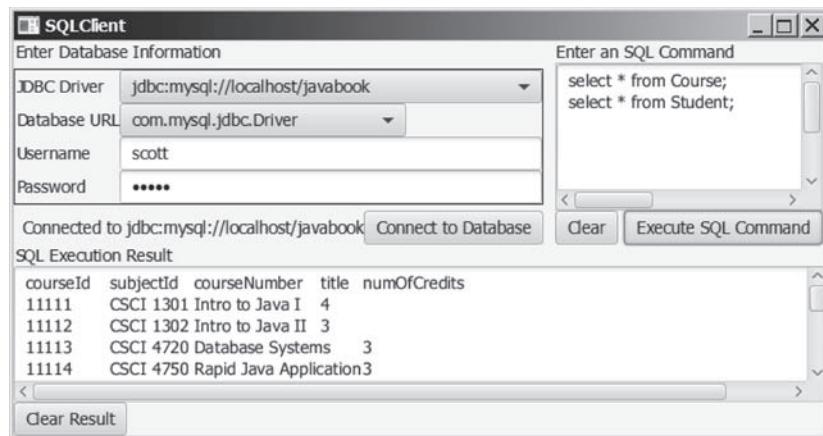 SQLClient
Enter Database Information
JDBC Driver jdbc:mysql://localhost/javabook
Database URL com.mysql.jdbc.Driver
Username scott
Password •••••
Connected to jdbc:mysql://localhost/javabook Connect to Database
Enter an SQL Command
select * from Course;
select * from Student;
Clear Execute SQL Command
SQL Execution Result
courseId subjectId courseNumber title numOfCredits
11111 CSCI 1301 Intro to Java I 4
11112 CSCI 1302 Intro to Java II 3
11113 CSCI 4720 Database Systems 3
11114 CSCI 4750 Rapid Java Application 3
Clear Result